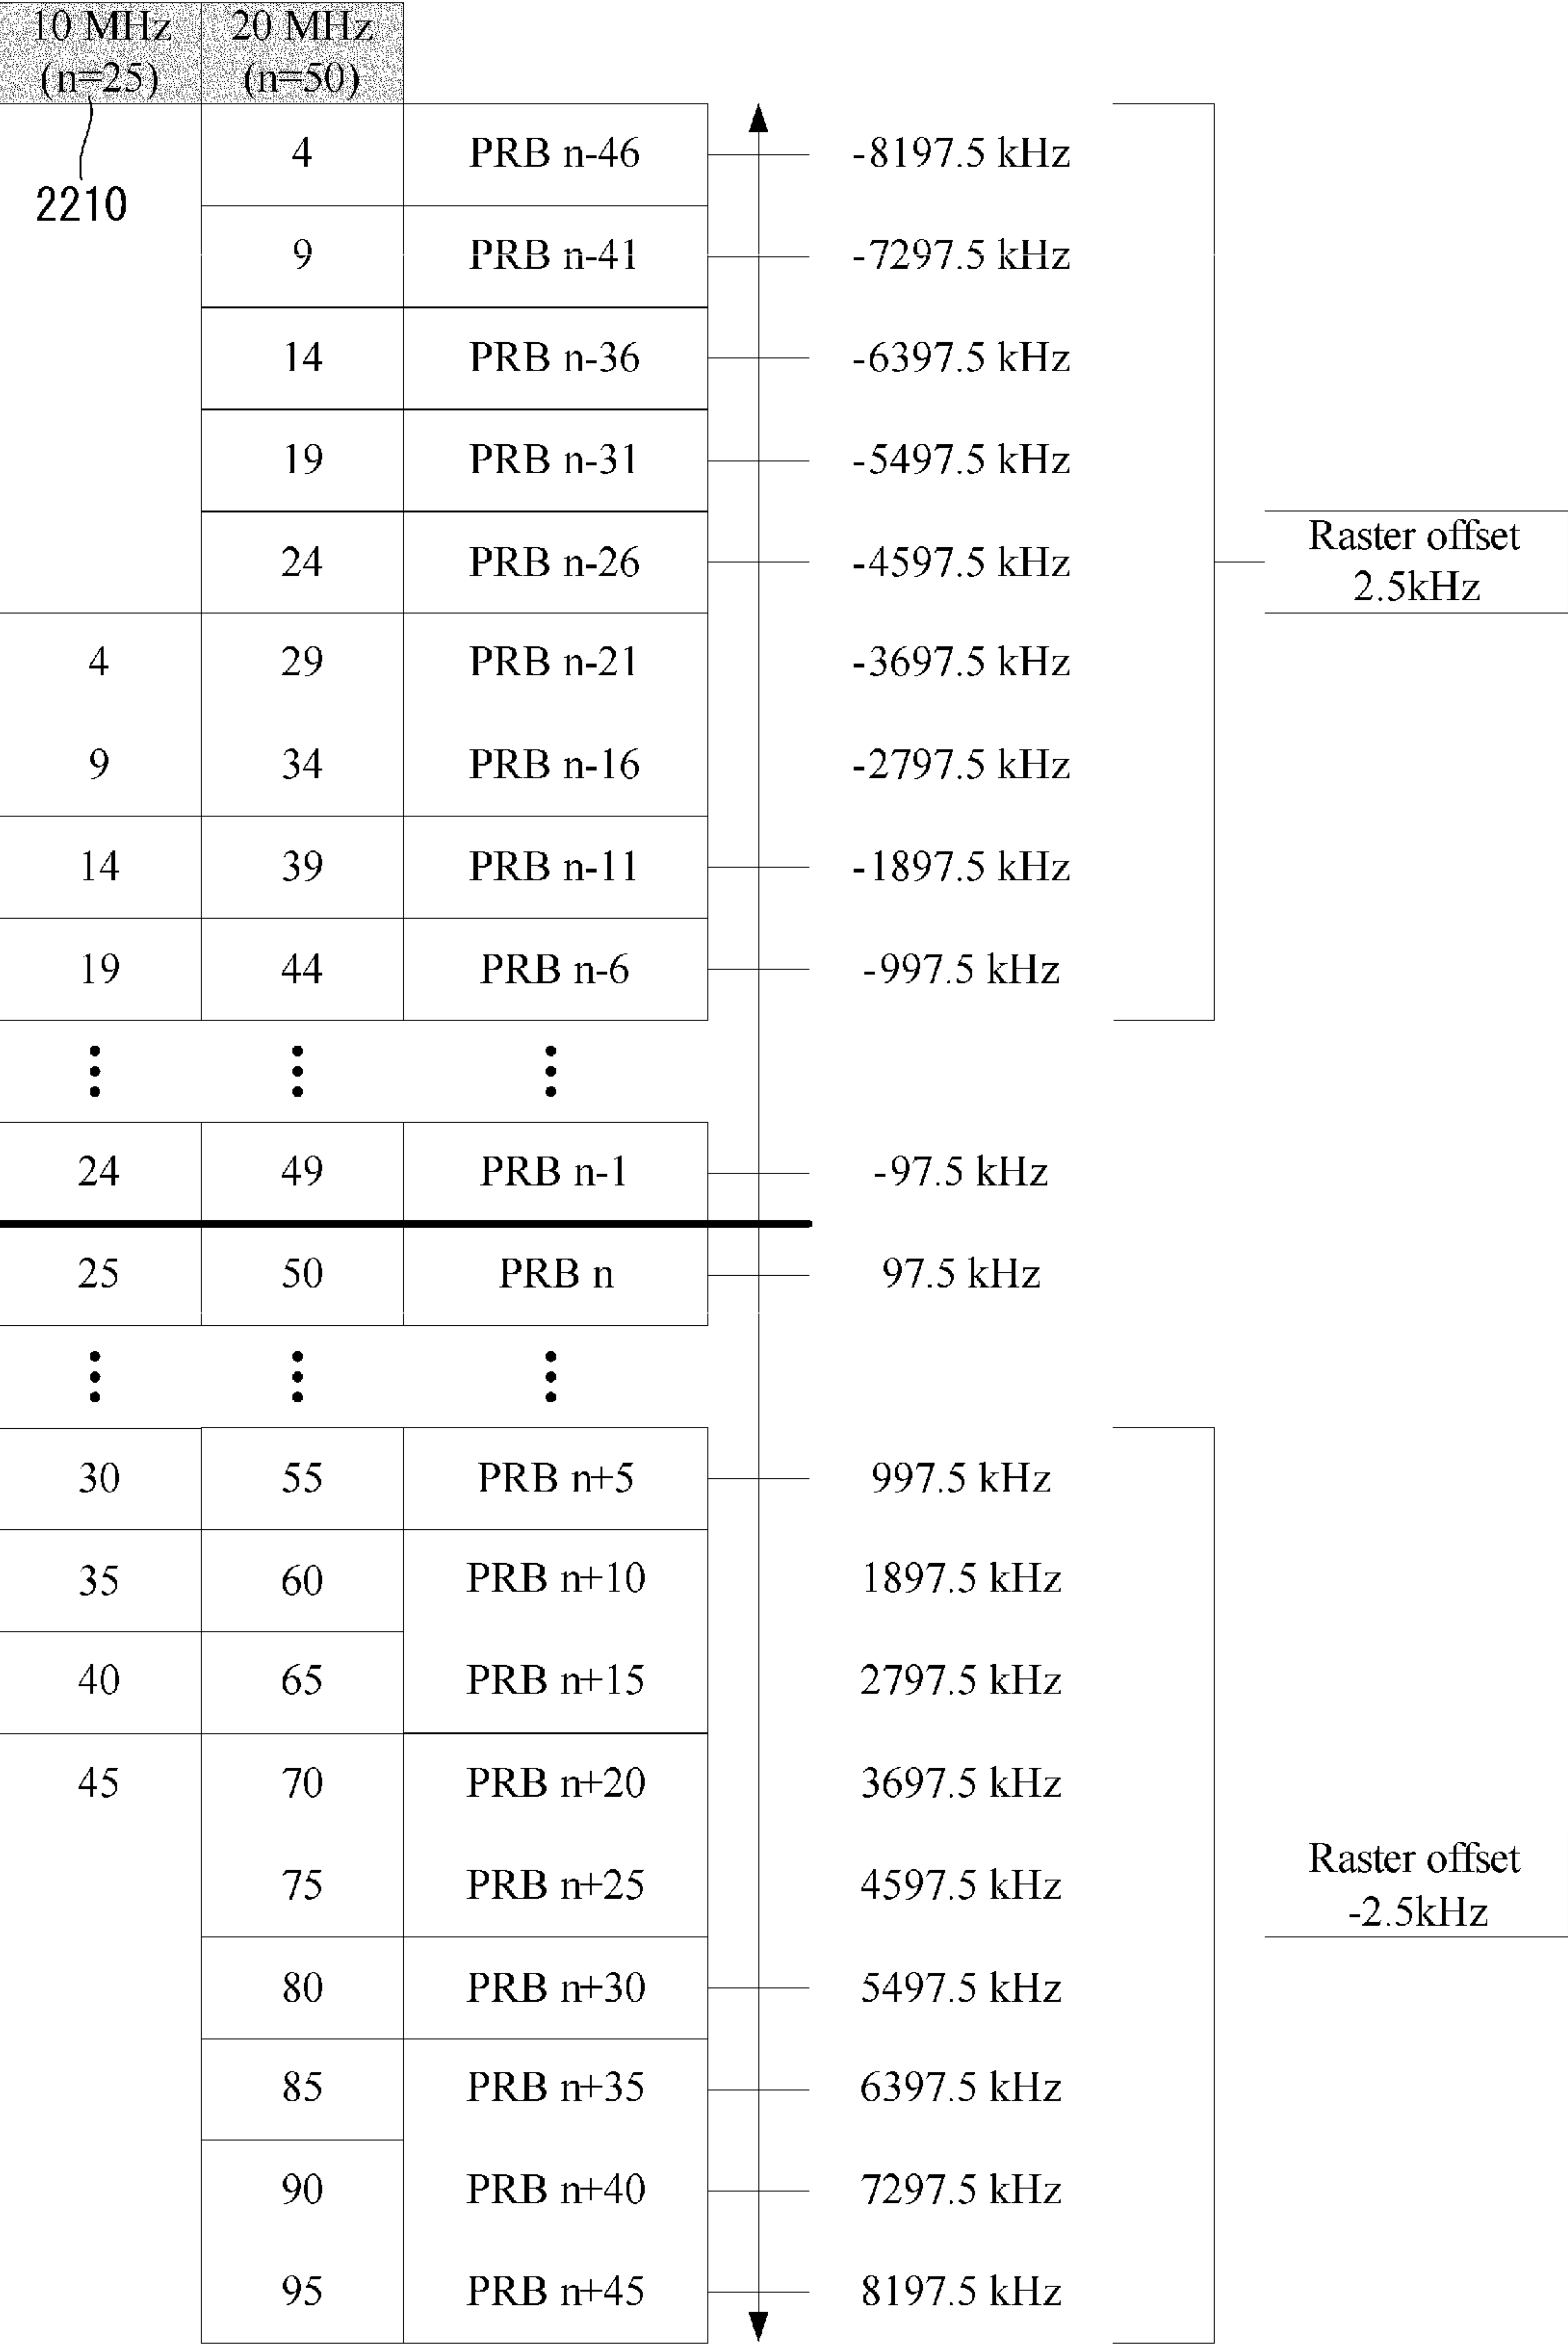 10 MHz 20 MHz
(n=25) (n=50)
2210
4 PRB n-46 -8197.5 kHz
9 PRB n-41 -7297.5 kHz
14 PRB n-36 -6397.5 kHz
19 PRB n-31 -5497.5 kHz
24 PRB n-26 -4597.5 kHz
Raster offset
2.5kHz
4 29 PRB n-21 -3697.5 kHz
9 34 PRB n-16 -2797.5 kHz
14 39 PRB n-11 -1897.5 kHz
19 44 PRB n-6 -997.5 kHz
24 49 PRB n-1 -97.5 kHz
25 50 PRB n 97.5 kHz
30 55 PRB n+5 997.5 kHz
35 60 PRB n+10 1897.5 kHz
40 65 PRB n+15 2797.5 kHz
45 70 PRB n+20 3697.5 kHz
75 PRB n+25 4597.5 kHz
Raster offset
-2.5kHz
80 PRB n+30 5497.5 kHz
85 PRB n+35 6397.5 kHz
90 PRB n+40 7297.5 kHz
95 PRB n+45 8197.5 kHz